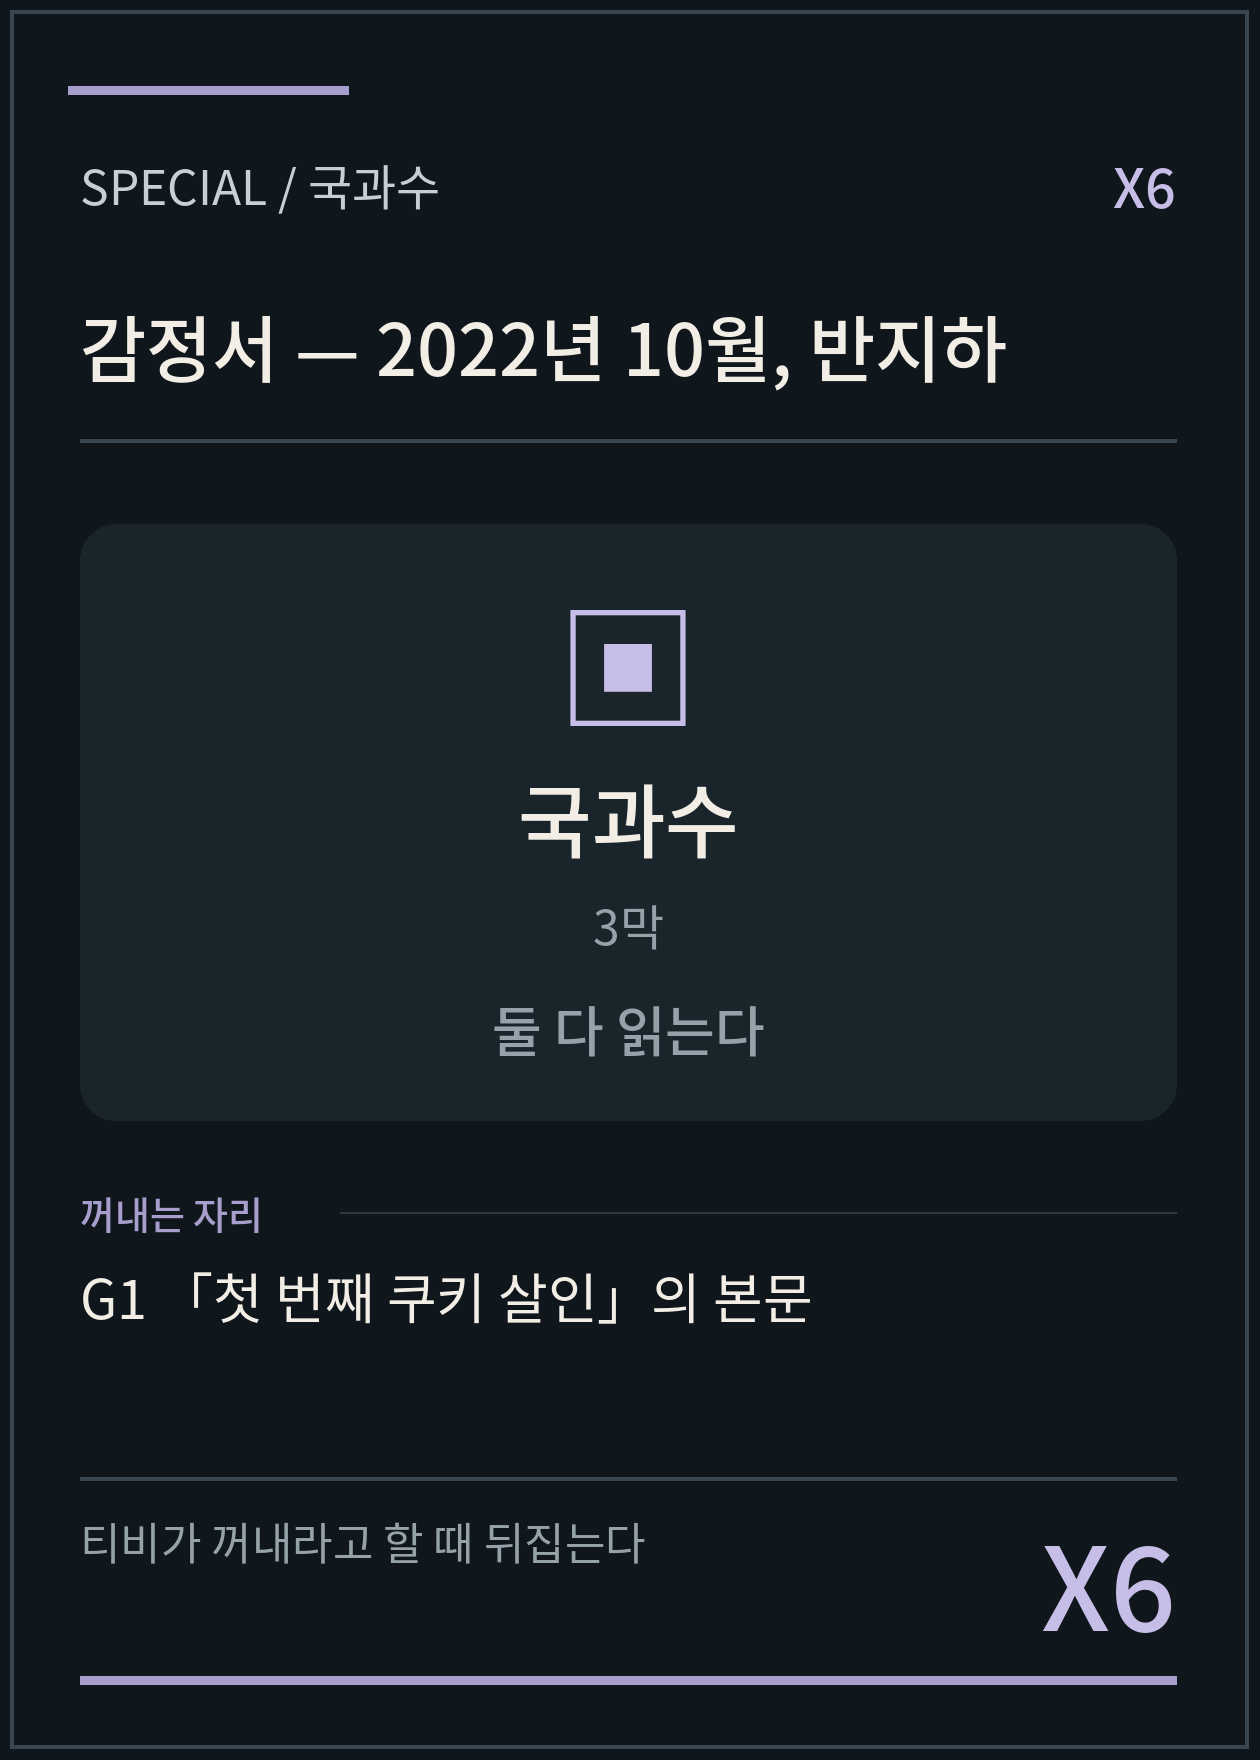 SPECIAL / 국과수
X6
감정서 — 2022년 10월, 반지하
국과수
3막
둘 다 읽는다
꺼내는 자리
G1 「첫 번째 쿠키 살인」의 본문
티비가 꺼내라고 할 때 뒤집는다
X6